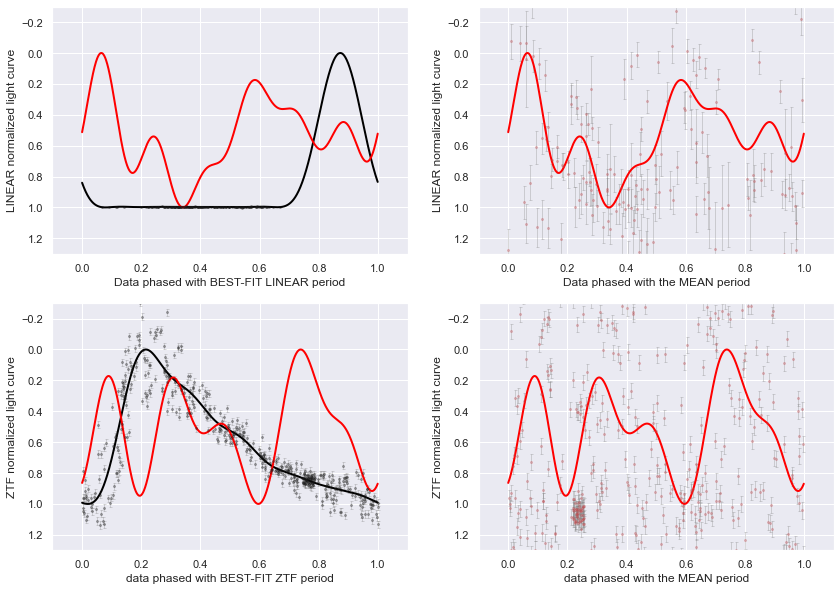 −0.2
0.0
0.2
0.4
0.6
0.8
1.0
1.2
LINEAR normalized light curve
0.0 0.2 0.4 0.6 0.8 1.0
Data phased with BEST-FIT LINEAR period
−0.2
0.0
0.2
0.4
0.6
0.8
1.0
1.2
LINEAR normalized light curve
0.0 0.2 0.4 0.6 0.8 1.0
Data phased with the MEAN period
−0.2
0.0
0.2
0.4
0.6
0.8
1.0
1.2
ZTF normalized light curve
0.0 0.2 0.4 0.6 0.8 1.0
data phased with BEST-FIT ZTF period
−0.2
0.0
0.2
0.4
0.6
0.8
1.0
1.2
ZTF normalized light curve
0.0 0.2 0.4 0.6 0.8 1.0
data phased with the MEAN period